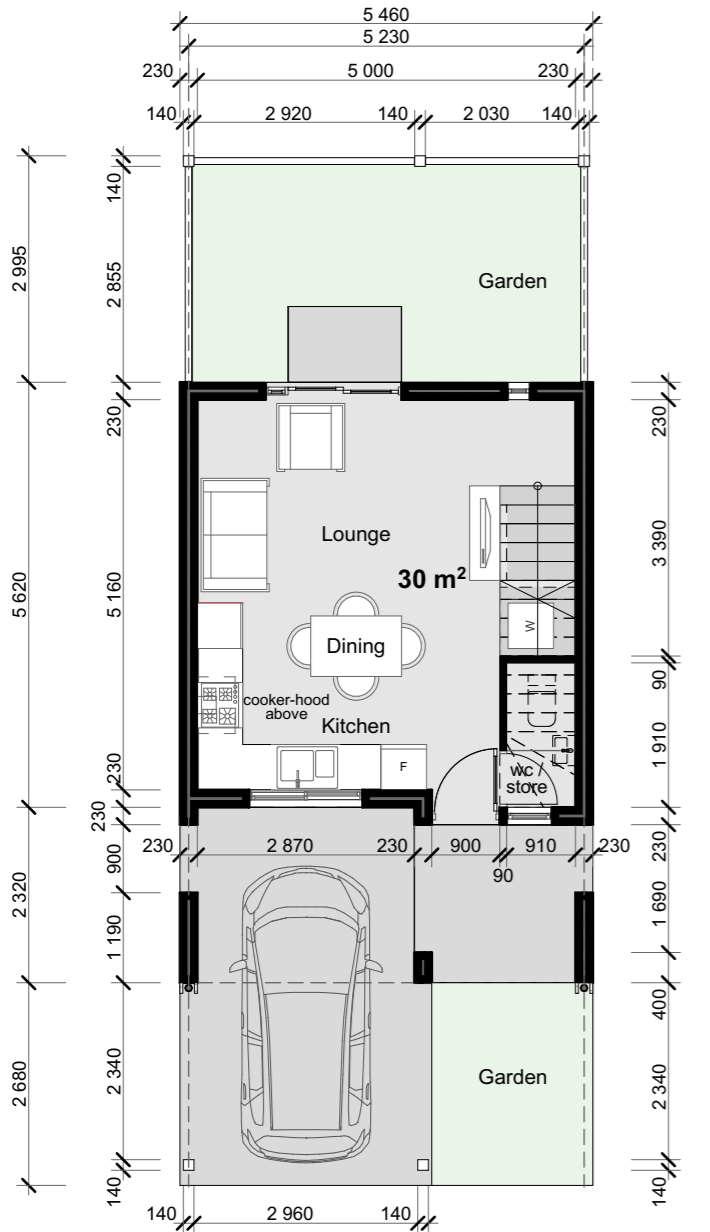 5 460
5 230
230 5 000 230
140 2 920 140 2 030 140
140
2 995
2 855
Garden
230
230
Lounge
3 390
30 m²
5 620
5 160
W
Dining
cooker-hood
above
90
Kitchen
1 910
wc /
store
F
230
230
230 2 870 230 900 910 230
90
230
900
2 320
1 690
1 190
400
Garden
2 680
2 340
2 340
140
140
140 2 960 140